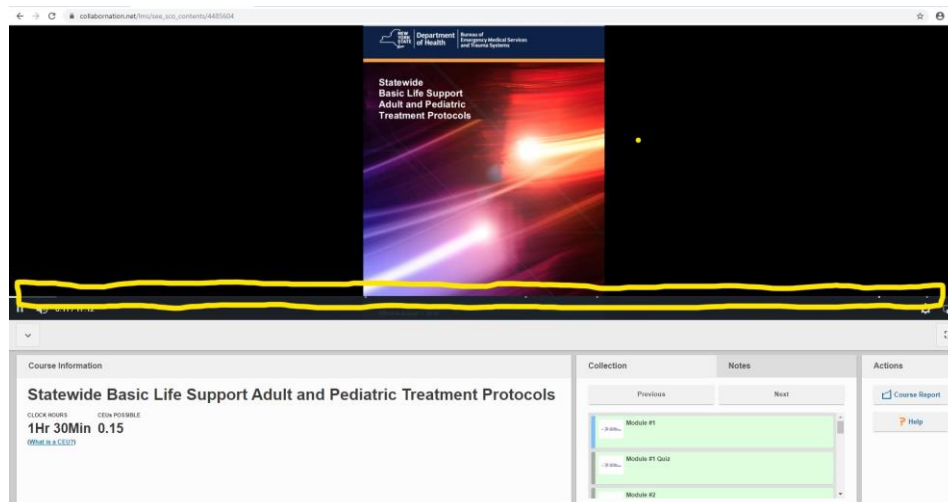 collabornation.net/lms/see_sco_contents/4485604
NEW
YORK
STATE
Department
of Health
Bureau of
Emergency Medical Services
and Trauma Systems
Statewide
Basic Life Support
Adult and Pediatric
Treatment Protocols
Course Information
Statewide Basic Life Support Adult and Pediatric Treatment Protocols
CLOCK HOURS
CEUs POSSIBLE
1Hr 30Min 0.15
(What is a CEU?)
Collection
Notes
Previous
Next
Module #1
Module #1 Quiz
Module #2
Actions
Course Report
Help